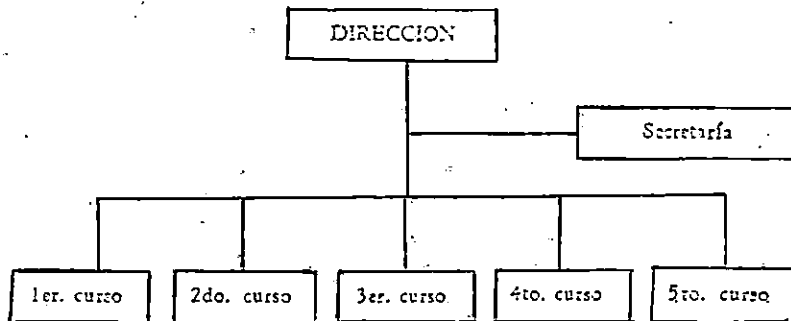 DIRECCION
Secretaría
1er. curso
2do. curso
3er. curso
4to. curso
5to. curso